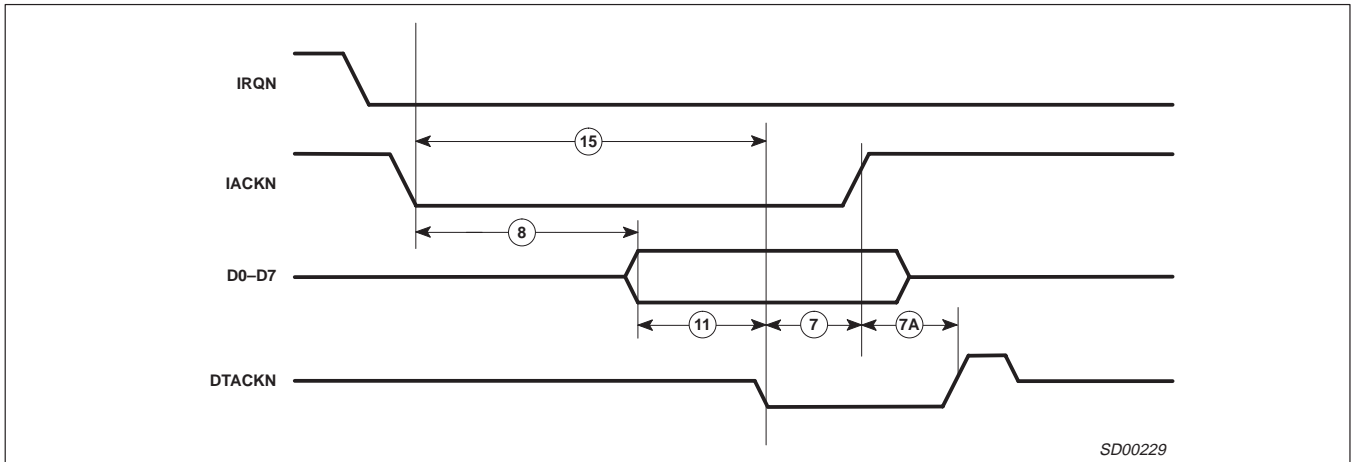 IRQN
15
IACKN
8
D0–D7
11
7
7A
DTACKN
SD00229